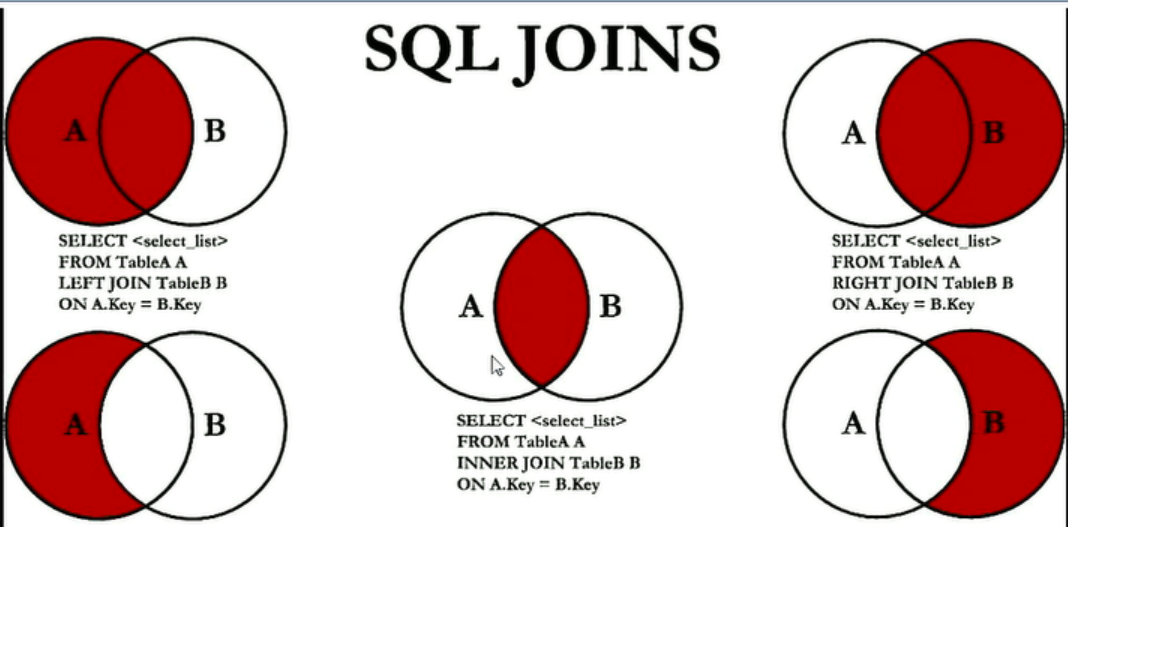 SQL JOINS
A B
SELECT <select_list>
FROM TableA A
LEFT JOIN TableB B
ON A.Key = B.Key
A B
SELECT <select_list>
FROM TableA A
RIGHT JOIN TableB B
ON A.Key = B.Key
A B
SELECT <select_list>
FROM TableA A
INNER JOIN TableB B
ON A.Key = B.Key
A B
A B